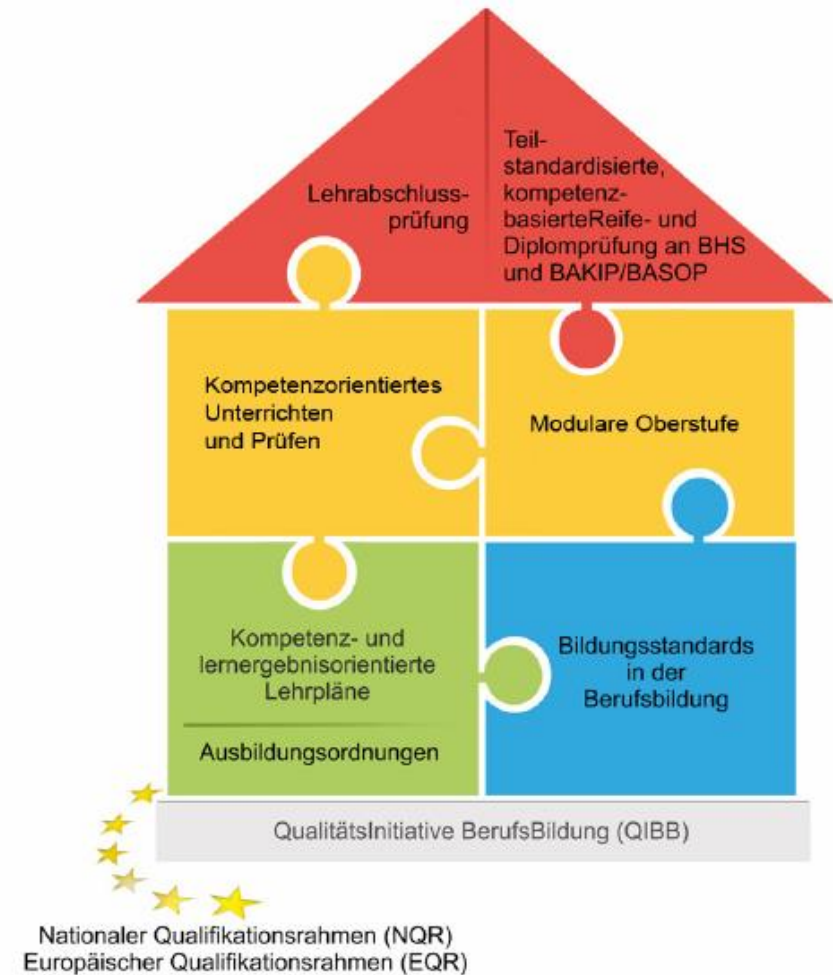 Lehrabschluss-
prüfung
Teil-
standardisierte,
kompetenz-
basierteReife- und
Diplomprüfung an BHS
und BAKIP/BASOP
Kompetenzorientiertes
Unterrichten
und Prüfen
Modulare Oberstufe
Kompetenz- und
lernergebnisorientierte
Lehrpläne
Ausbildungsordnungen
Bildungsstandards
in der
Berufsbildung
QualitätsInitiative BerufsBildung (QIBB)
Nationaler Qualifikationsrahmen (NQR)
Europäischer Qualifikationsrahmen (EQR)